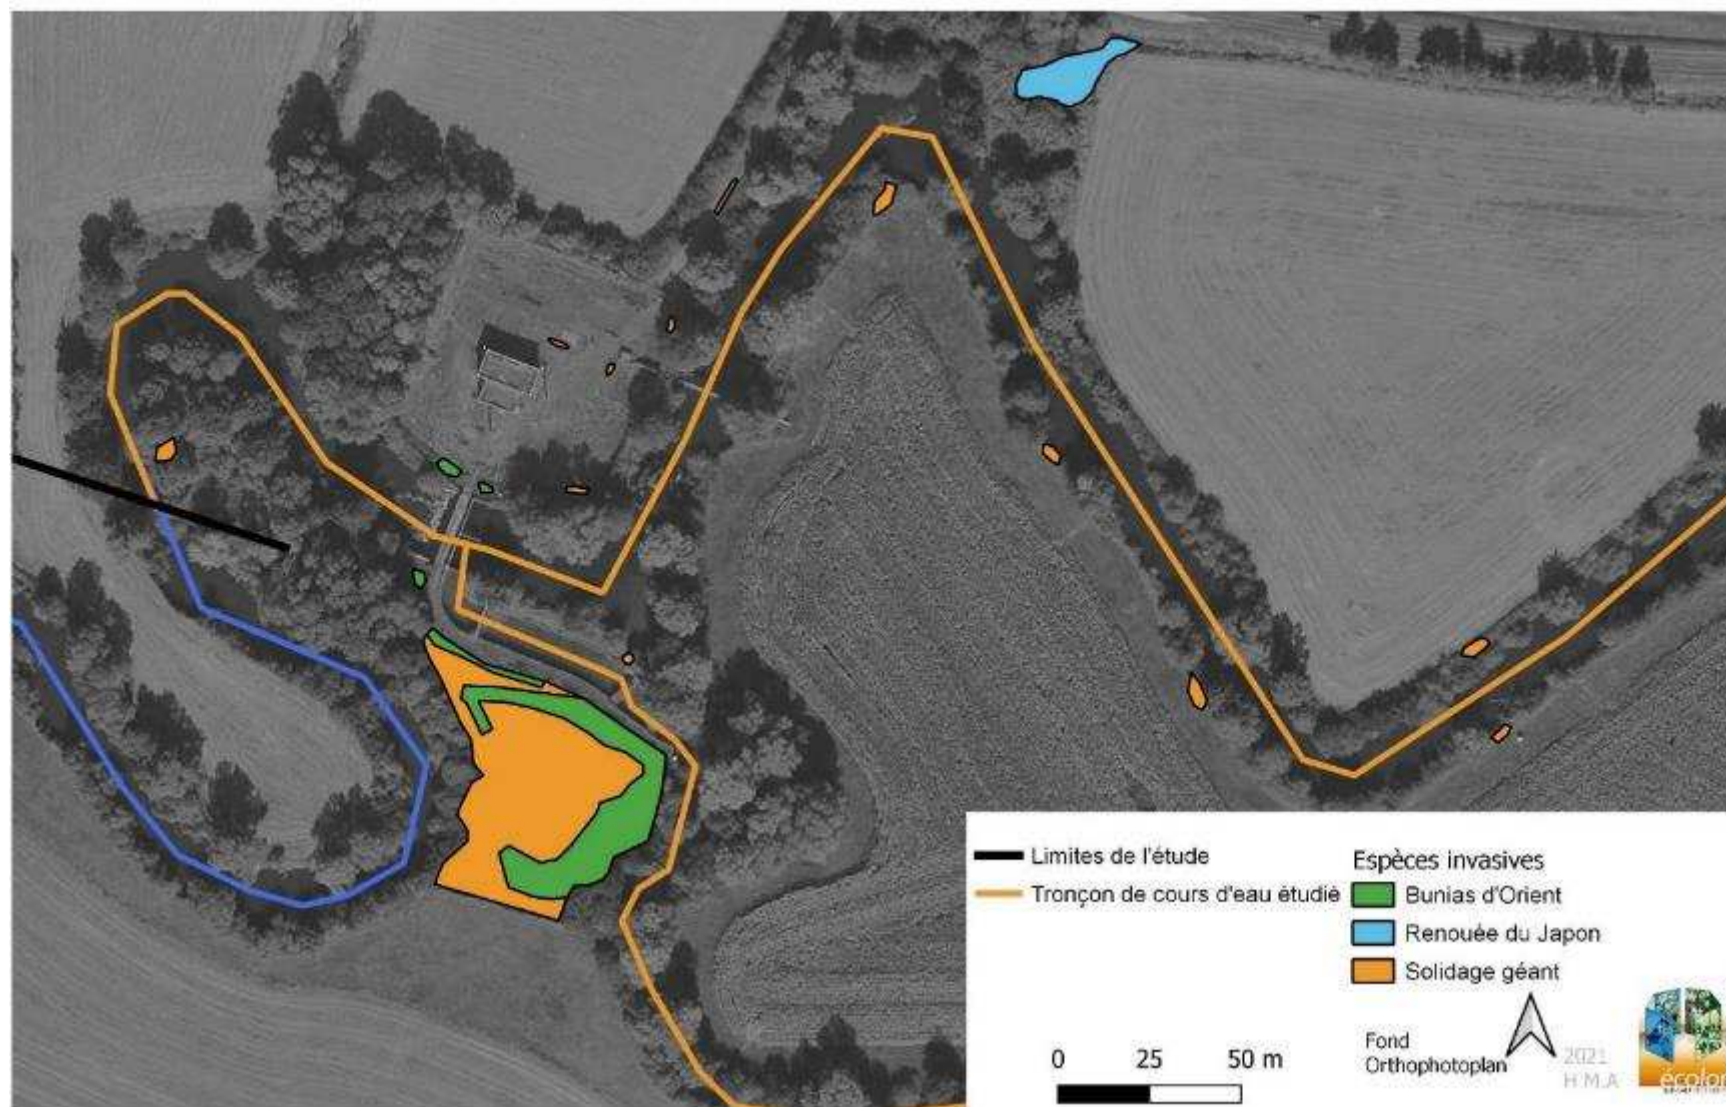 Limites de l'étude
Tronçon de cours d'eau étudié
Espèces invasives
Bunias d'Orient
Renouée du Japon
Solidage géant
0 25 50 m
Fond
Orthophotoplan
2021
H.M.A
écolor